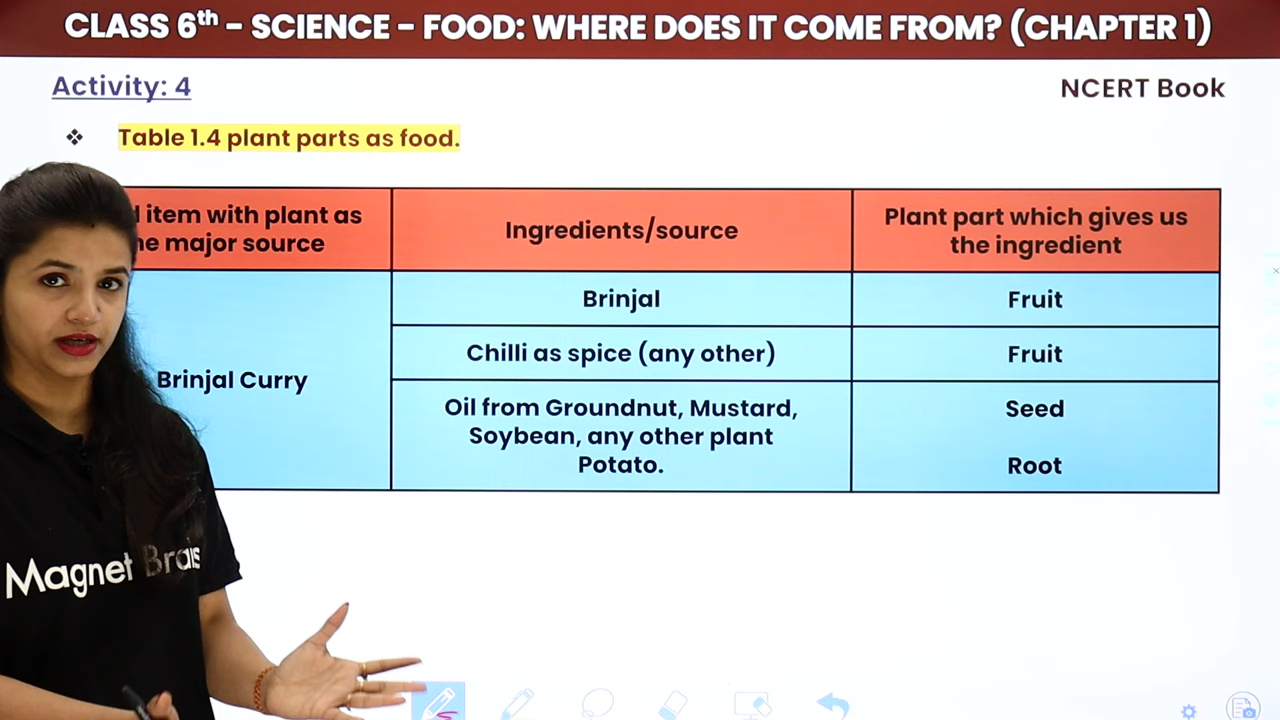 CLASS 6th - SCIENCE - FOOD: WHERE DOES IT COME FROM? (CHAPTER 1)
Activity: 4
NCERT Book
❖ Table 1.4 plant parts as food.
item with plant as
major source
Ingredients/source
Plant part which gives us
the ingredient
Brinjal Curry
Brinjal
Fruit
Chilli as spice (any other)
Fruit
Oil from Groundnut, Mustard,
Soybean, any other plant
Potato.
Seed
Root
Magnet Brains